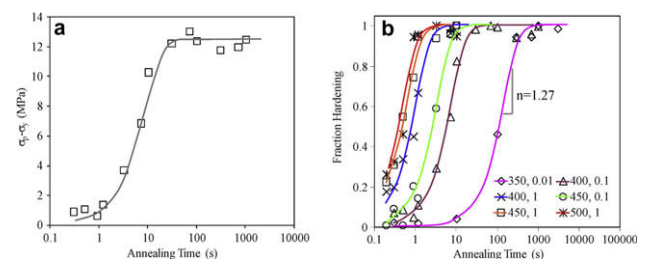 a
14
12
10
8
6
4
2
0
σp-σy (MPa)
0.1 1 10 100 1000 10000
Annealing Time (s)
b
1
0.8
0.6
0.4
0.2
0
Fraction Hardening
n=1.27
350, 0.01 400, 0.1
400, 1 450, 0.1
450, 1 500, 1
0.1 1 10 100 1000 10000 100000
Annealing Time (s)